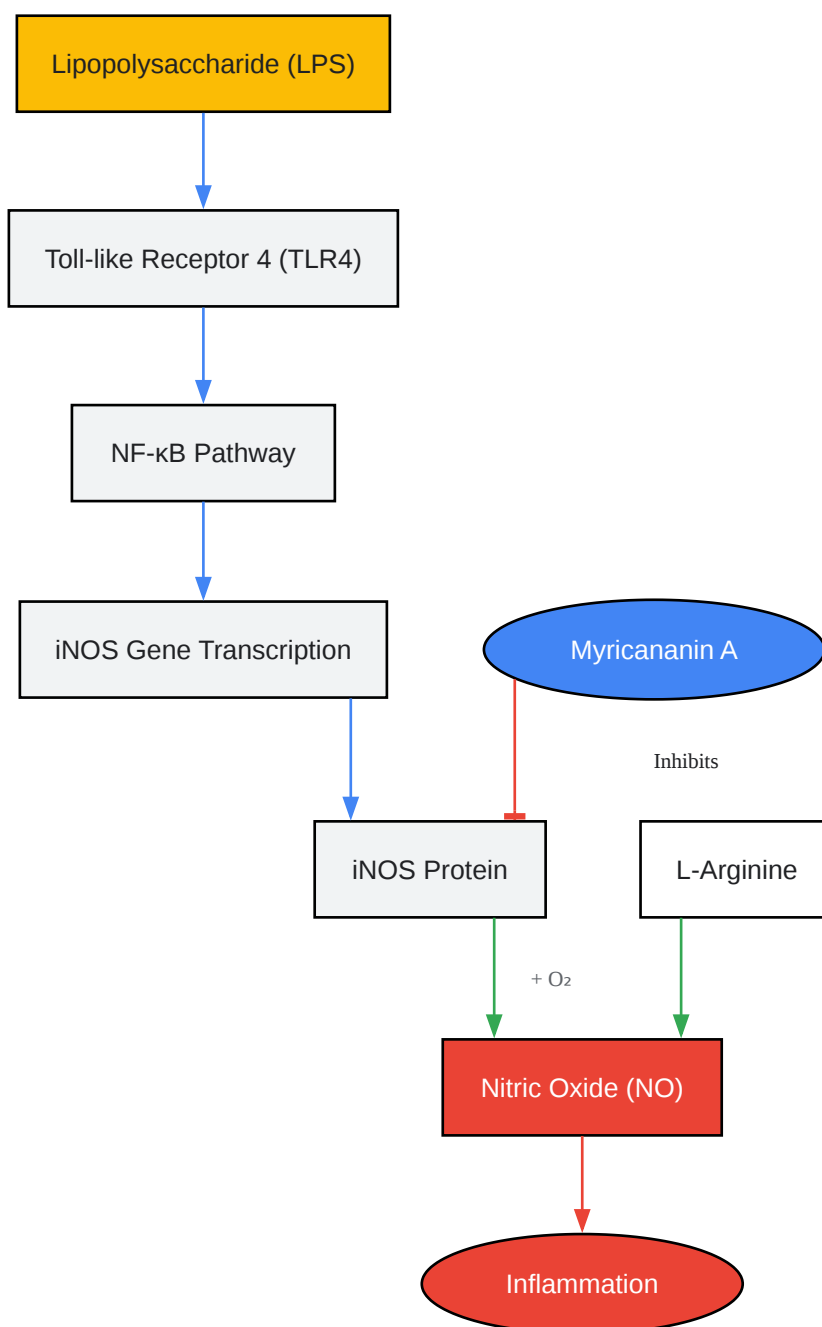 Lipopolysaccharide (LPS)
Toll-like Receptor 4 (TLR4)
NF-κB Pathway
iNOS Gene Transcription
Myricananin A
Inhibits
iNOS Protein
L-Arginine
+ O₂
Nitric Oxide (NO)
Inflammation